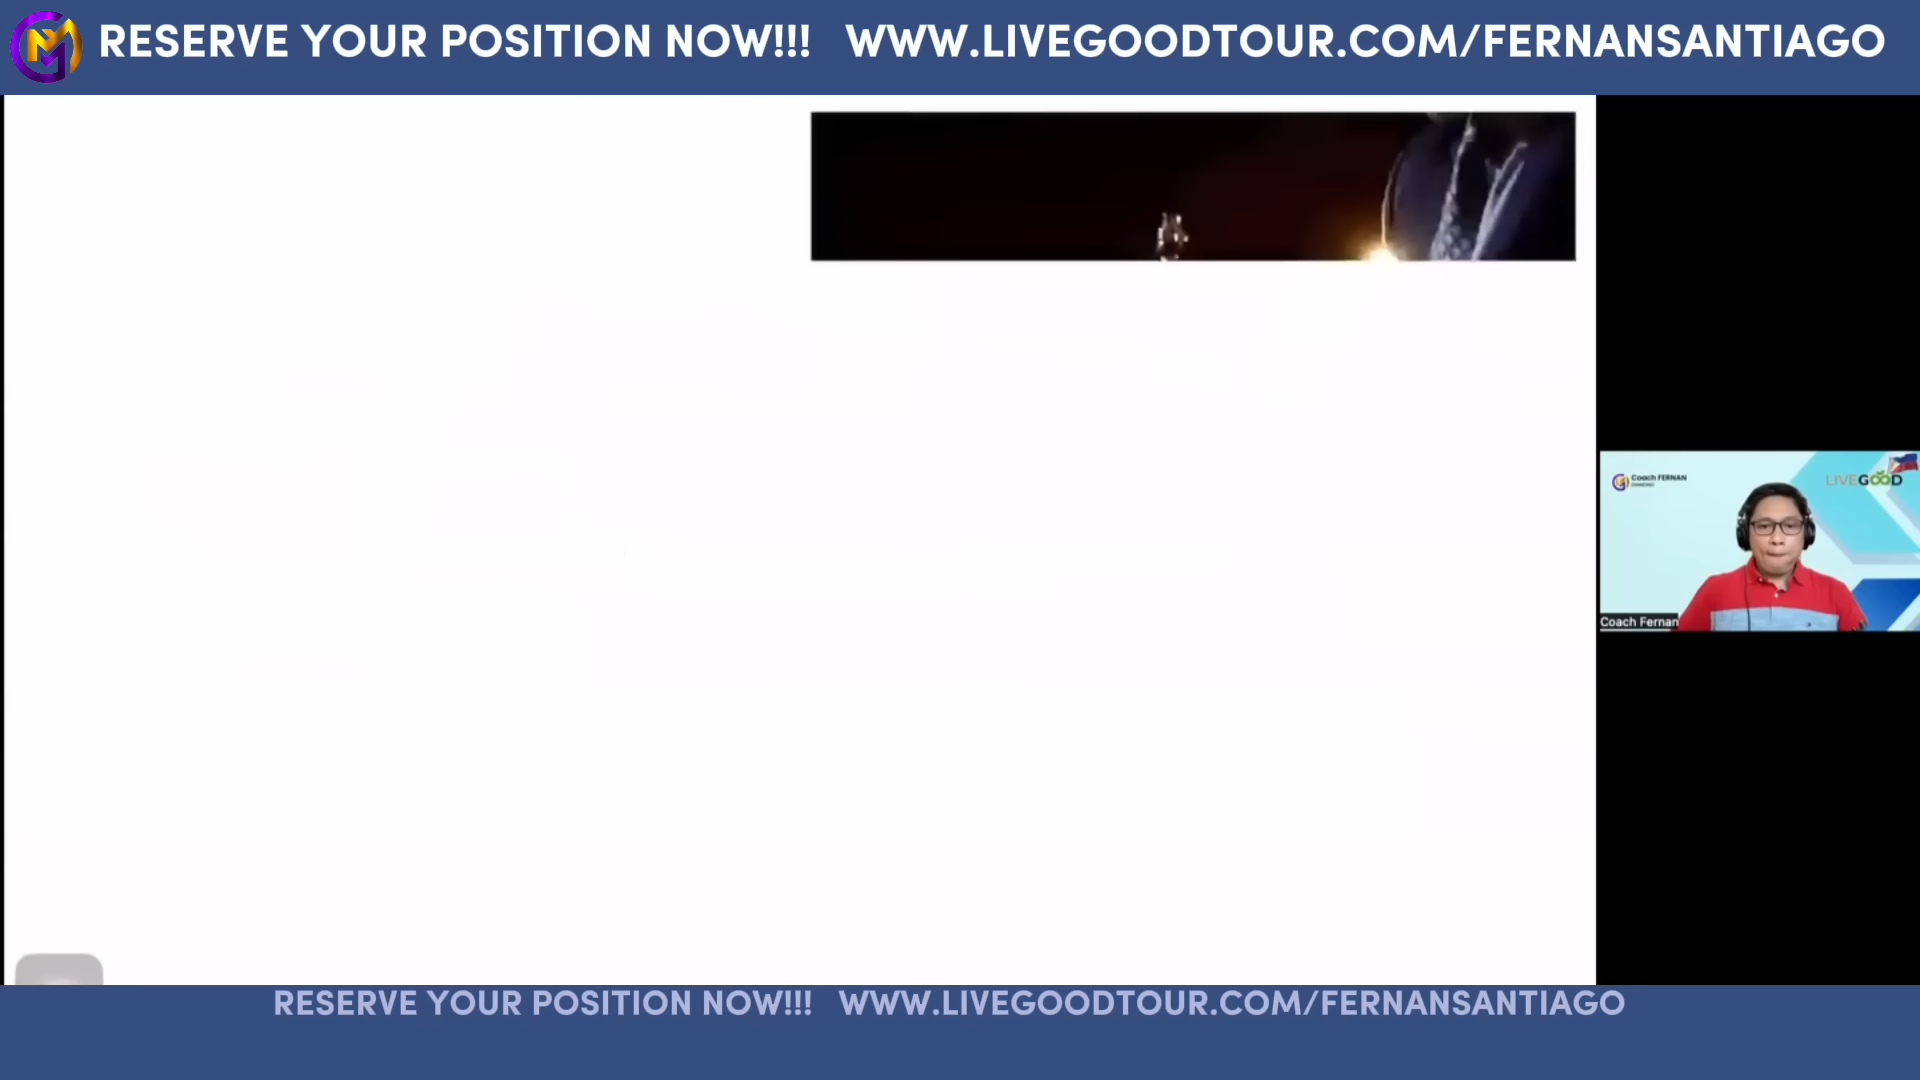 RESERVE YOUR POSITION NOW!!! WWW.LIVEGOODTOUR.COM/FERNANSANTIAGO
Coach FERNAN
LIVEGOOD
Coach Fernan
RESERVE YOUR POSITION NOW!!! WWW.LIVEGOODTOUR.COM/FERNANSANTIAGO